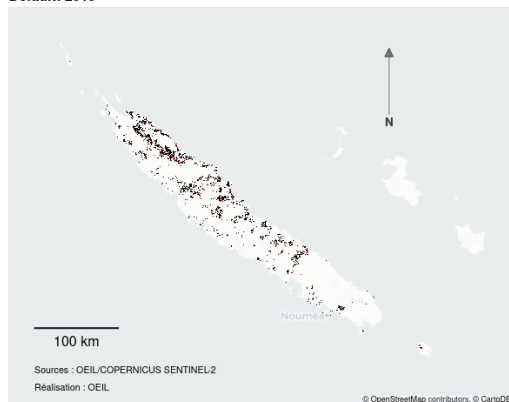 N
Nouméa
100 km
Sources : OEIL/COPERNICUS SENTINEL-2
Réalisation : OEIL
© OpenStreetMap contributors, © CartoDB